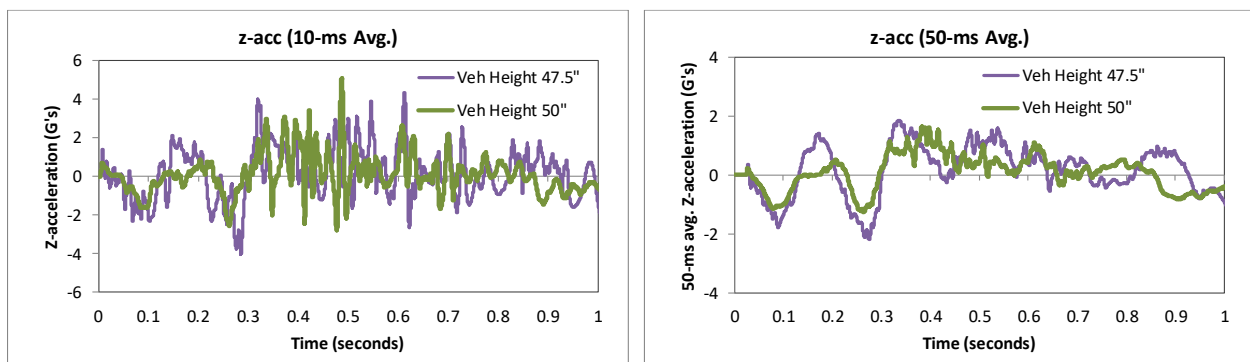 z-acc (10-ms Avg.)
Z-acceleration (G's)
6
4
2
0
-2
-4
-6
Veh Height 47.5"
Veh Height 50"
0 0.1 0.2 0.3 0.4 0.5 0.6 0.7 0.8 0.9 1
Time (seconds)
z-acc (50-ms Avg.)
50-ms avg. Z-acceleration (G's)
4
2
0
-2
-4
Veh Height 47.5"
Veh Height 50"
0 0.1 0.2 0.3 0.4 0.5 0.6 0.7 0.8 0.9 1
Time (seconds)